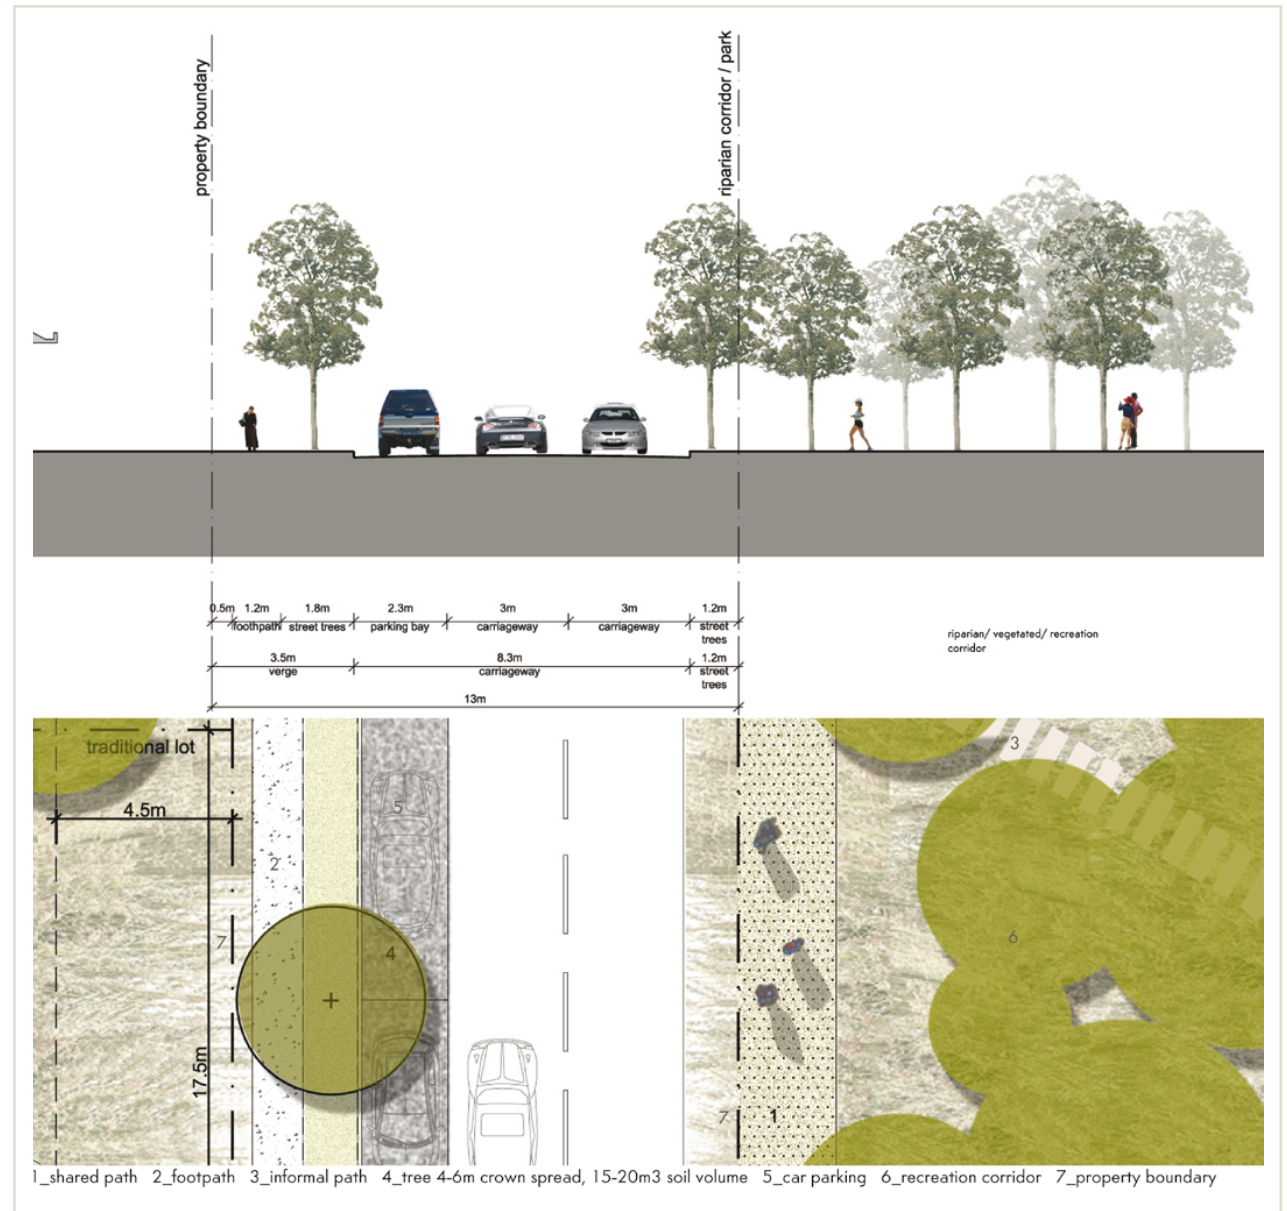 property boundary
riparian corridor / park
0.5m 1.2m 1.8m 2.3m 3m 3m 1.2m
foothpath street trees parking bay carriageway carriageway street
trees
riparian/ vegetated/ recreation
corridor
3.5m 8.3m 1.2m
verge carriageway street
trees
13m
traditional lot
3
4.5m
5
2
7
4
6
17.5m
7
1
1_shared path 2_footpath 3_informal path 4_tree 4-6m crown spread, 15-20m3 soil volume 5_car parking 6_recreation corridor 7_property boundary